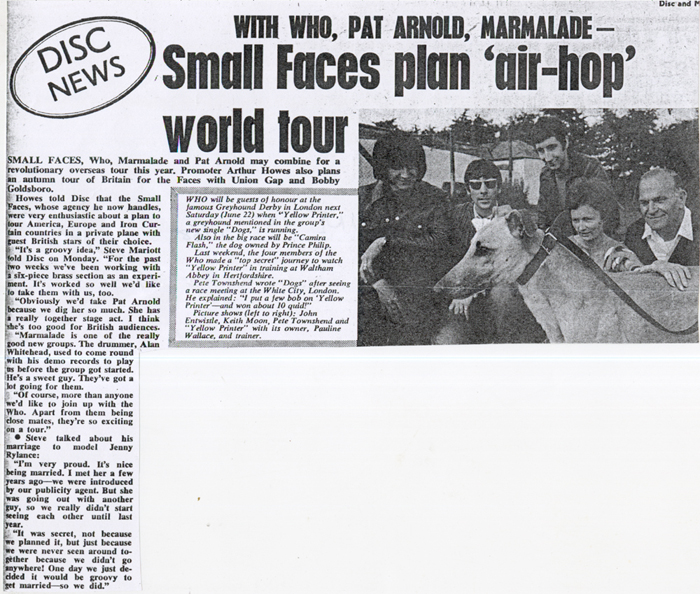 Disc and M
DISC
NEWS
WITH WHO, PAT ARNOLD, MARMALADE—
Small Faces plan ‘air-hop’
world tour
SMALL FACES, Who, Marmalade and Pat Arnold may combine for a
revolutionary overseas tour this year. Promoter Arthur Howes also plans
an autumn tour of Britain for the Faces with Union Gap and Bobby
Goldsboro.
Howes told Disc that the Small
Faces, whose agency he now handles,
were very enthusiastic about a plan to
tour America, Europe and Iron Cur-
tain countries in a private plane with
guest British stars of their choice.
“It's a groovy idea,” Steve Mariott
told Disc on Monday. “For the past
two weeks we've been working with
a six-piece brass section as an experi-
ment. It's worked so well we'd like
to take them with us, too.
“Obviously we'd take Pat Arnold
because we dig her so much. She has
a really together stage act. I think
she's too good for British audiences.
“Marmalade is one of the really
good new groups. The drummer, Alan
Whitehead, used to come round
with his demo records to play
us before the group got started.
He's a sweet guy. They've got a
lot going for them.
“Of course, more than anyone
we'd like to join up with the
Who. Apart from them being
close mates, they're so exciting
on a tour.”
● Steve talked about his
marriage to model Jenny
Rylance:
“I'm very proud. It's nice
being married. I met her a few
years ago—we were introduced
by our publicity agent. But she
was going out with another
guy, so we really didn't start
seeing each other until last
year.
“It was secret, not because
we planned it, but just because
we were never seen around to-
gether because we didn't go
anywhere! One day we just de-
cided it would be groovy to
get married—so we did.”
WHO will be guests of honour at the
famous Greyhound Derby in London next
Saturday (June 22) when “Yellow Printer,”
a greyhound mentioned in the group's
new single “Dogs,” is running.
Also in the big race will be “Camira
Flash,” the dog owned by Prince Philip.
Last weekend, the four members of the
Who made a “top secret” journey to watch
“Yellow Printer” in training at Waltham
Abbey in Hertfordshire.
Pete Townshend wrote “Dogs” after seeing
a race meeting at the White City, London.
He explained: “I put a few bob on ‘Yellow
Printer’—and won about 10 quid!”
Picture shows (left to right): John
Entwistle, Keith Moon, Pete Townshend and
“Yellow Printer” with its owner, Pauline
Wallace, and trainer.